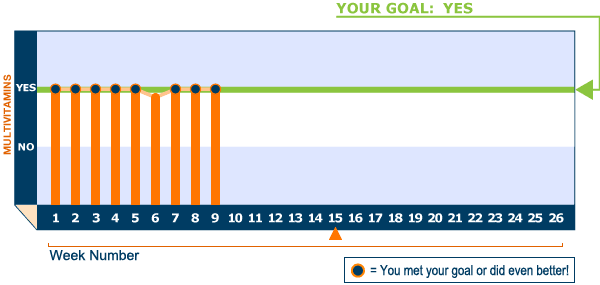 YOUR GOAL: YES
MULTIVITAMINS
YES
NO
1 2 3 4 5 6 7 8 9 10 11 12 13 14 15 16 17 18 19 20 21 22 23 24 25 26
Week Number
= You met your goal or did even better!